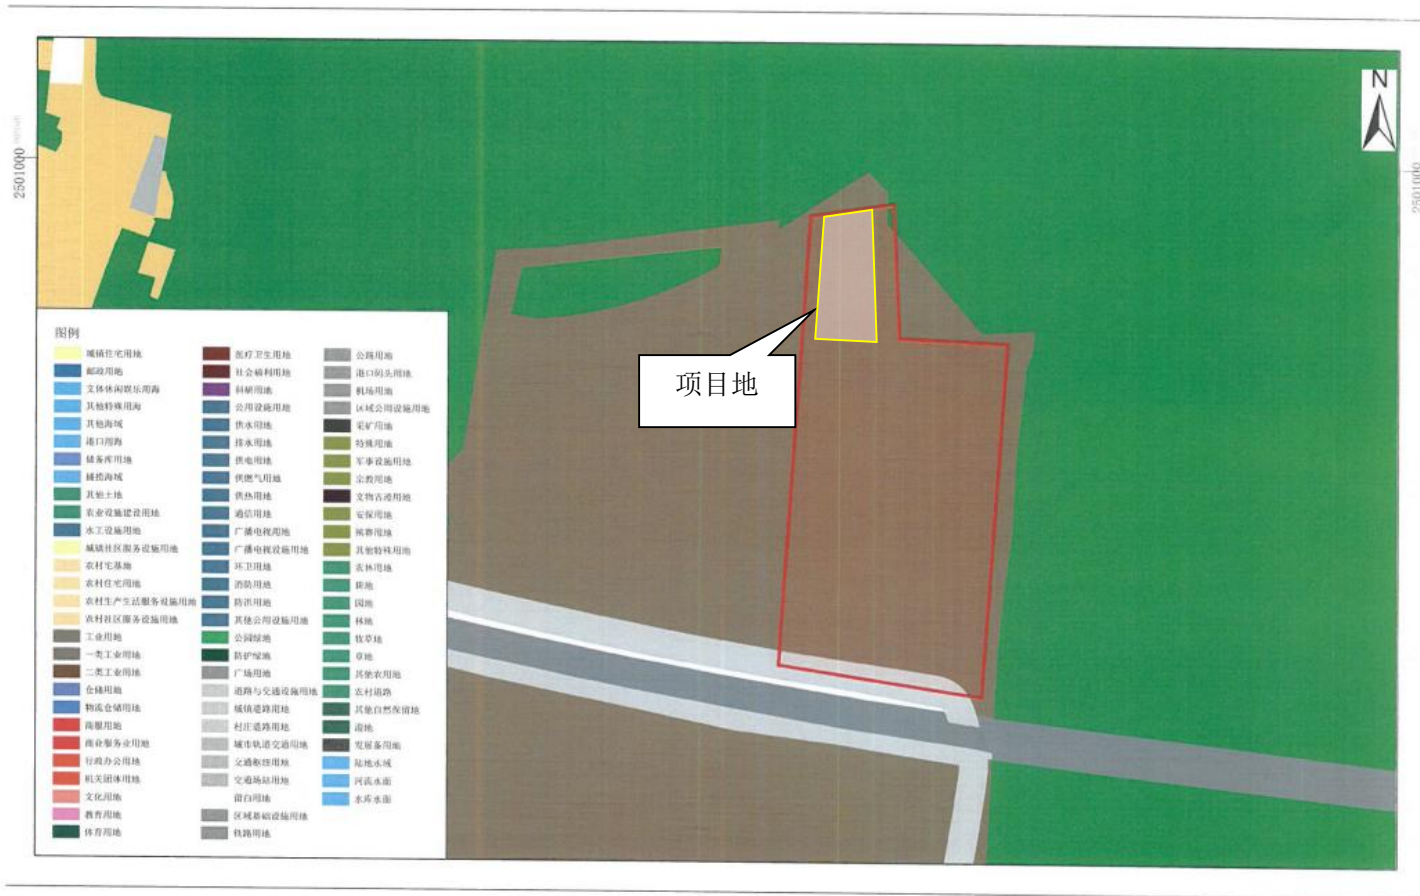 N
2501000
2501000
项目地
图例
城镇住宅用地
邮政用地
文体休闲娱乐用海
其他特殊用海
其他海域
港口用海
储备库用地
捕捞海域
其他土地
农业设施建设用地
水工设施用地
城镇社区服务设施用地
农村宅基地
农村住宅用地
农村生产生活服务设施用地
农村社区服务设施用地
工业用地
一类工业用地
二类工业用地
仓储用地
物流仓储用地
商服用地
商业服务业用地
行政办公用地
机关团体用地
文化用地
教育用地
体育用地
医疗卫生用地
社会福利用地
科研用地
公用设施用地
供水用地
排水用地
供电用地
供燃气用地
供热用地
通信用地
广播电视用地
广播电视设施用地
环卫用地
消防用地
防洪用地
其他公用设施用地
公园绿地
防护绿地
广场用地
道路与交通设施用地
城镇道路用地
村庄道路用地
城市轨道交通用地
交通枢纽用地
交通场站用地
留白用地
区域基础设施用地
铁路用地
公路用地
港口码头用地
机场用地
区域公用设施用地
采矿用地
特殊用地
军事设施用地
宗教用地
文物古迹用地
安保用地
殡葬用地
其他特殊用地
农林用地
耕地
园地
林地
牧草地
草地
其他农用地
农村道路
其他自然保留地
湿地
发展备用地
陆地水域
河流水面
水库水面